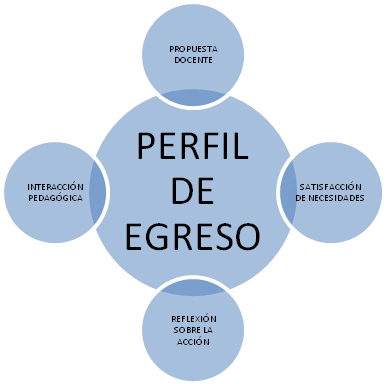 PROPUESTA
DOCENTE
PERFIL
DE
EGRESO
INTERACCIÓN
PEDAGÓGICA
SATISFACCIÓN
DE NECESIDADES
REFLEXIÓN
SOBRE LA
ACCIÓN